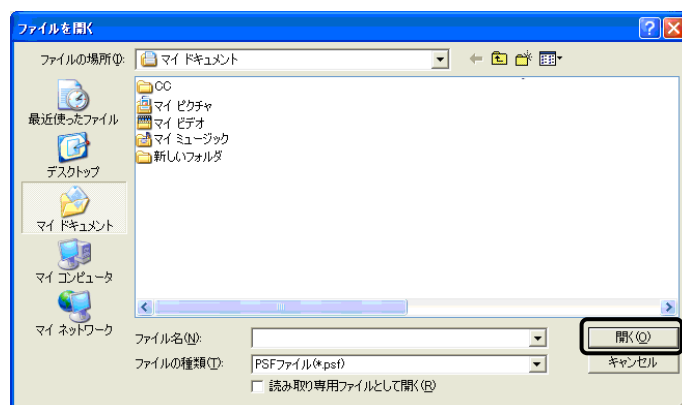 ファイルを開く
ファイルの場所(I):
マイ ドキュメント
最近使ったファイル
デスクトップ
マイ ドキュメント
マイ コンピュータ
マイ ネットワーク
CC
マイ ピクチャ
マイ ビデオ
マイ ミュージック
新しいフォルダ
ファイル名(N):
開く(O)
ファイルの種類(T):
PSFファイル(*.psf)
キャンセル
読み取り専用ファイルとして開く(R)